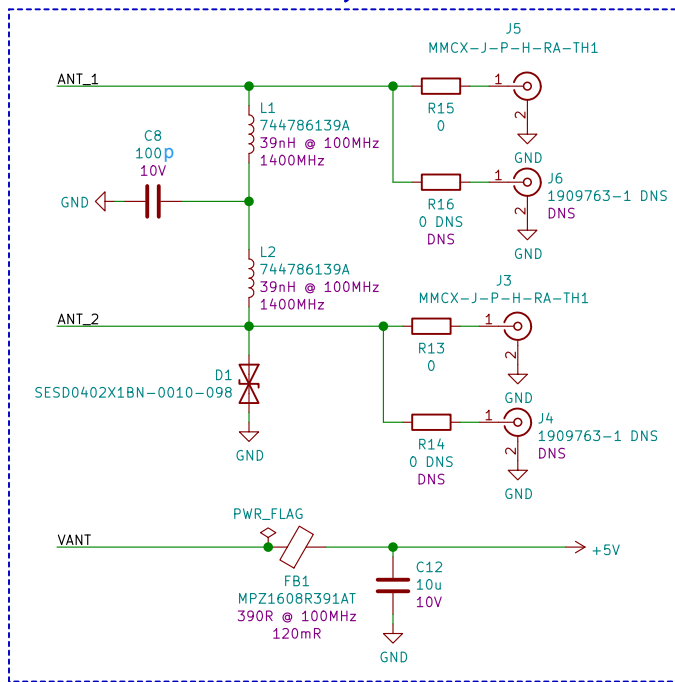 J5
MMCX-J-P-H-RA-TH1
ANT_1
1
R15
0
2
GND
L1
744786139A
39nH @ 100MHz
1400MHz
C8
100p
10V
GND
1
J6
1909763-1 DNS
DNS
R16
0 DNS
DNS
2
GND
L2
744786139A
39nH @ 100MHz
1400MHz
J3
MMCX-J-P-H-RA-TH1
ANT_2
1
R13
0
2
GND
D1
SESD0402X1BN-0010-098
GND
1
J4
1909763-1 DNS
DNS
R14
0 DNS
DNS
2
GND
PWR_FLAG
VANT
+5V
FB1
MPZ1608R391AT
390R @ 100MHz
120mR
C12
10u
10V
GND